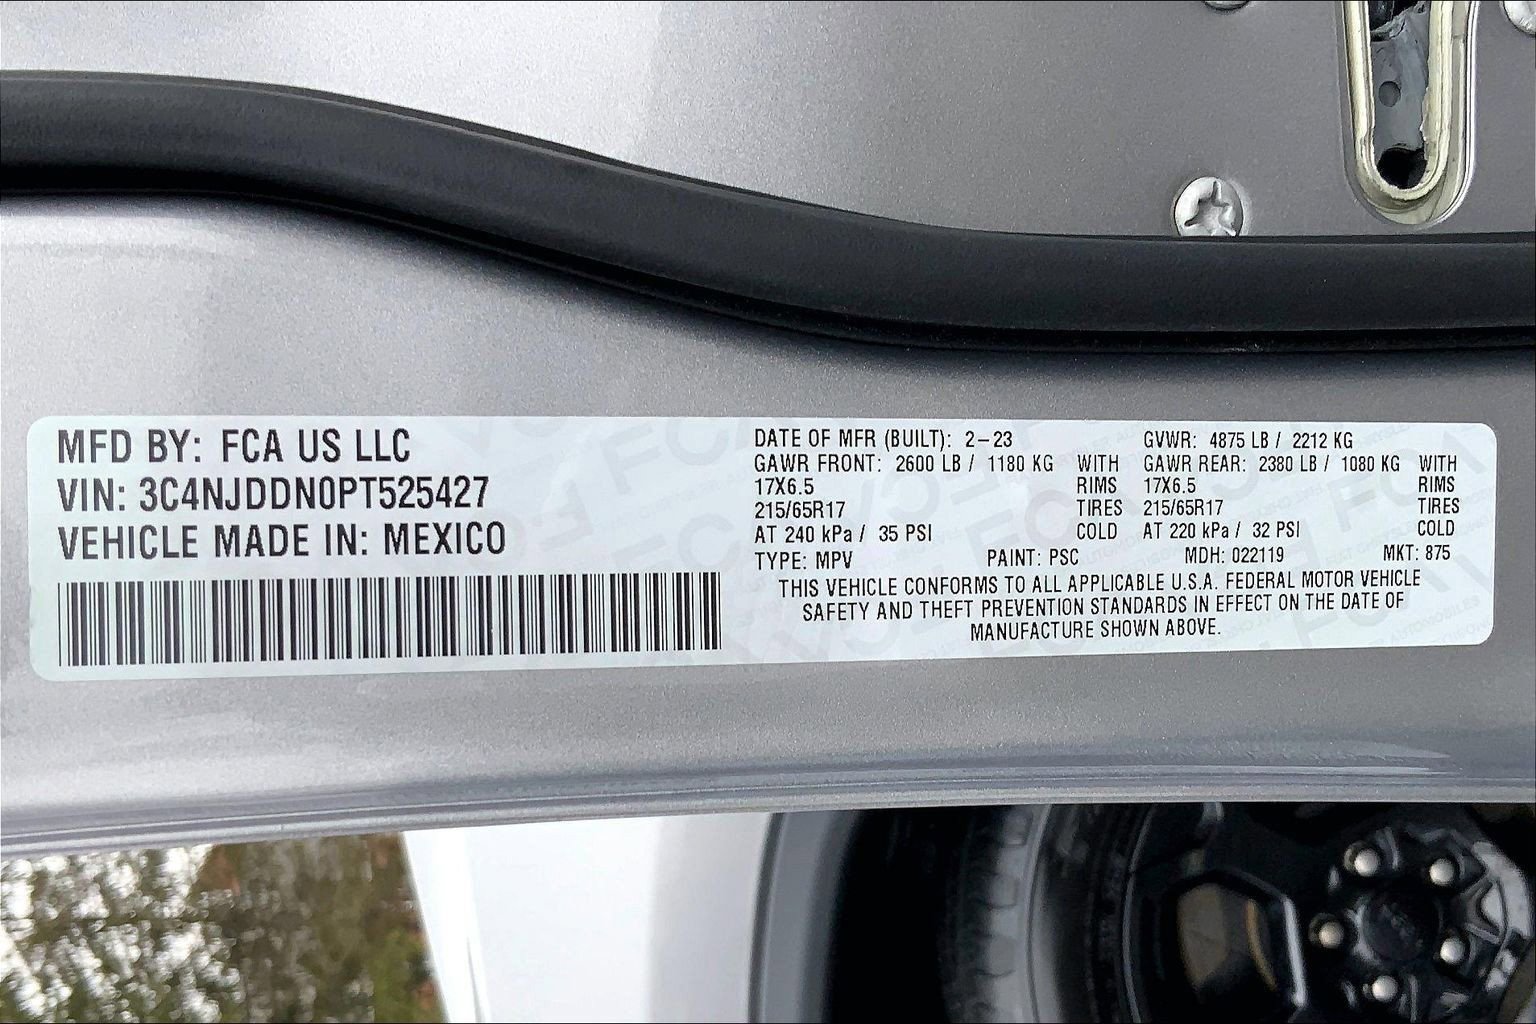 MFD BY: FCA US LLC
VIN: 3C4NJDDN0PT525427
VEHICLE MADE IN: MEXICO
DATE OF MFR (BUILT): 2-23 GVWR: 4875 LB / 2212 KG
GAWR FRONT: 2600 LB / 1180 KG WITH GAWR REAR: 2380 LB / 1080 KG WITH
17X6.5 RIMS 17X6.5 RIMS
215/65R17 TIRES 215/65R17 TIRES
AT 240 kPa / 35 PSI COLD AT 220 kPa / 32 PSI COLD
TYPE: MPV PAINT: PSC MDH: 022119 MKT: 875
THIS VEHICLE CONFORMS TO ALL APPLICABLE U.S.A. FEDERAL MOTOR VEHICLE
SAFETY AND THEFT PREVENTION STANDARDS IN EFFECT ON THE DATE OF
MANUFACTURE SHOWN ABOVE.